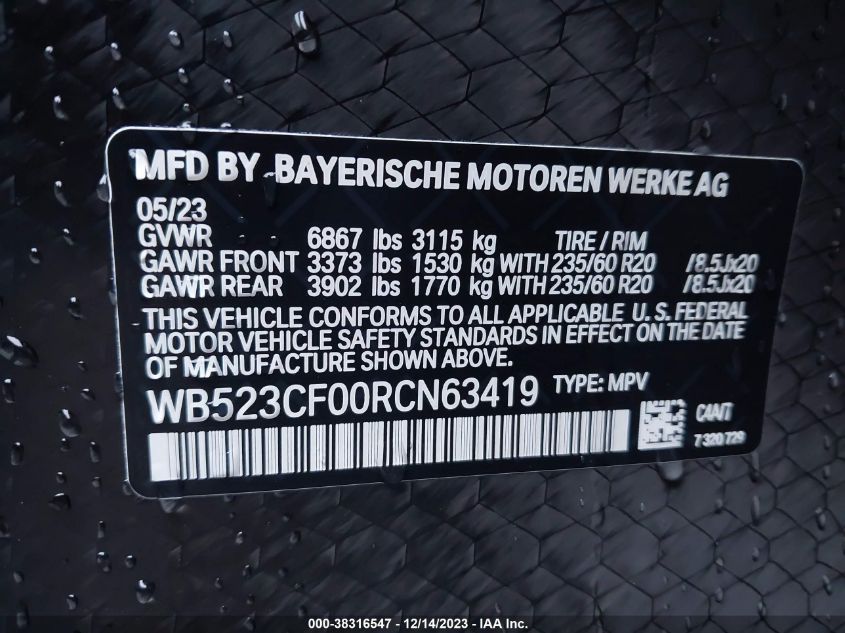 MFD BY BAYERISCHE MOTOREN WERKE AG
05/23
GVWR 6867 lbs 3115 kg TIRE / RIM
GAWR FRONT 3373 lbs 1530 kg WITH 235/60 R20 /8.5Jx20
GAWR REAR 3902 lbs 1770 kg WITH 235/60 R20 /8.5Jx20
THIS VEHICLE CONFORMS TO ALL APPLICABLE U.S. FEDERAL
MOTOR VEHICLE SAFETY STANDARDS IN EFFECT ON THE DATE
OF MANUFACTURE SHOWN ABOVE.
WB523CF00RCN63419 TYPE: MPV
C4A/T
7 320 729
000-38316547 / 12/14/2023 - IAA Inc.